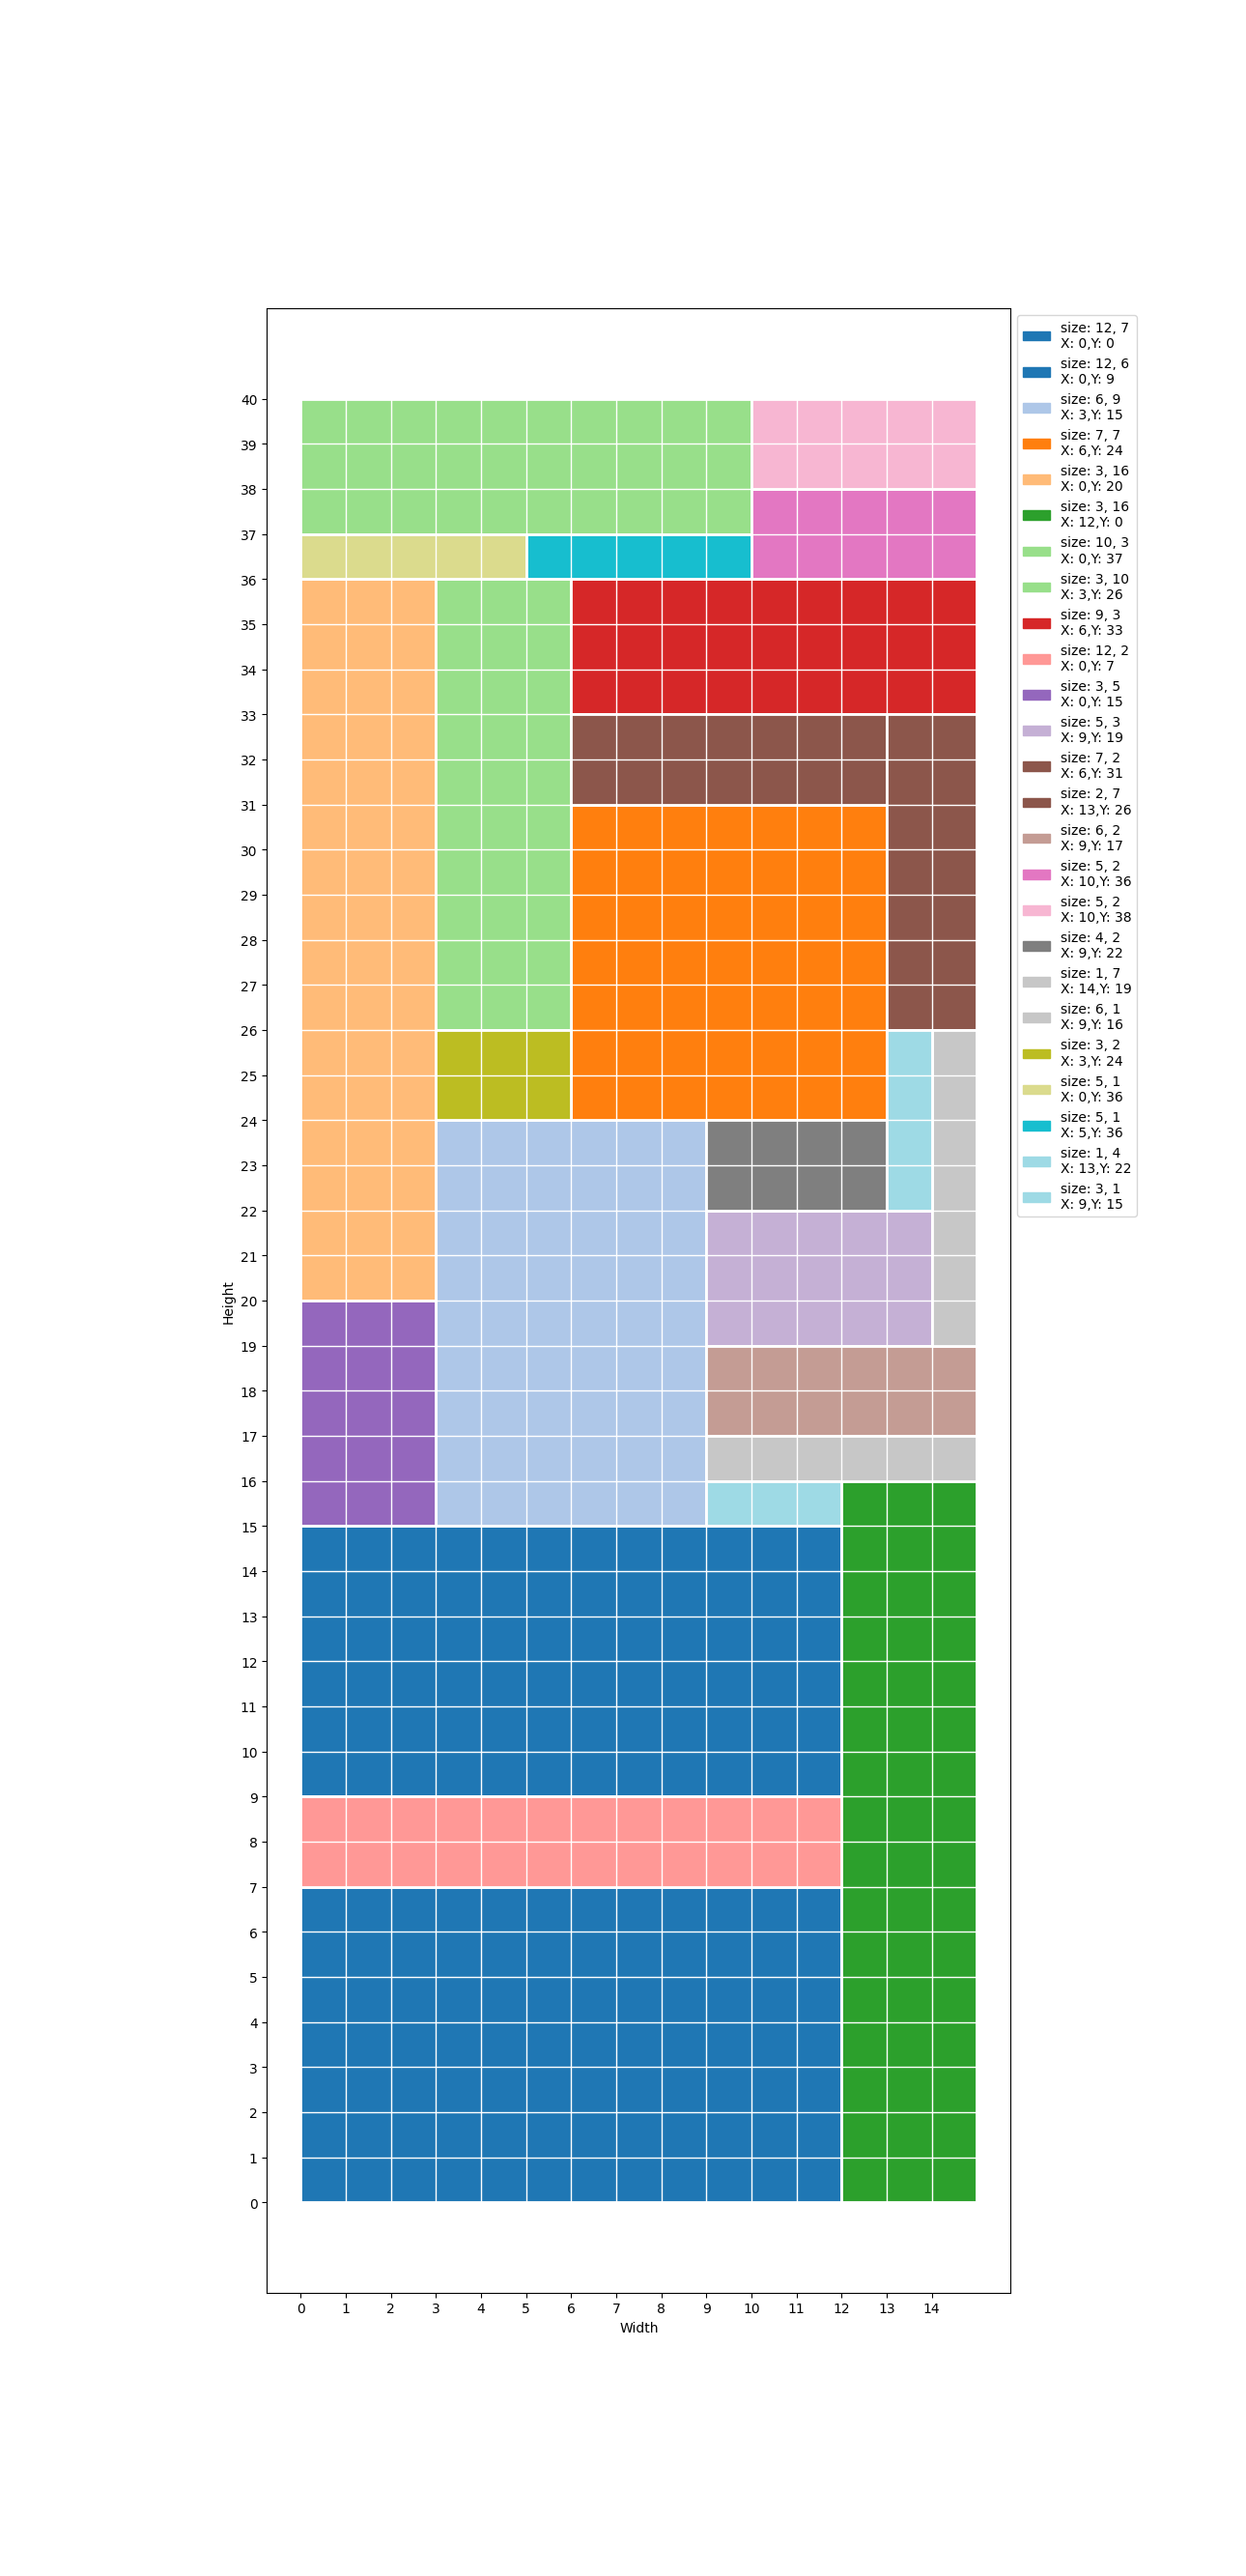 size: 12, 7
X: 0,Y: 0
size: 12, 6
X: 0,Y: 9
size: 6, 9
X: 3,Y: 15
size: 7, 7
X: 6,Y: 24
size: 3, 16
X: 0,Y: 20
size: 3, 16
X: 12,Y: 0
size: 10, 3
X: 0,Y: 37
size: 3, 10
X: 3,Y: 26
size: 9, 3
X: 6,Y: 33
size: 12, 2
X: 0,Y: 7
size: 3, 5
X: 0,Y: 15
size: 5, 3
X: 9,Y: 19
size: 7, 2
X: 6,Y: 31
size: 2, 7
X: 13,Y: 26
size: 6, 2
X: 9,Y: 17
size: 5, 2
X: 10,Y: 36
size: 5, 2
X: 10,Y: 38
size: 4, 2
X: 9,Y: 22
size: 1, 7
X: 14,Y: 19
size: 6, 1
X: 9,Y: 16
size: 3, 2
X: 3,Y: 24
size: 5, 1
X: 0,Y: 36
size: 5, 1
X: 5,Y: 36
size: 1, 4
X: 13,Y: 22
size: 3, 1
X: 9,Y: 15
40
39
38
37
36
35
34
33
32
31
30
29
28
27
26
25
24
23
22
21
20
19
18
17
16
15
14
13
12
11
10
9
8
7
6
5
4
3
2
1
0
Height
0 1 2 3 4 5 6 7 8 9 10 11 12 13 14
Width